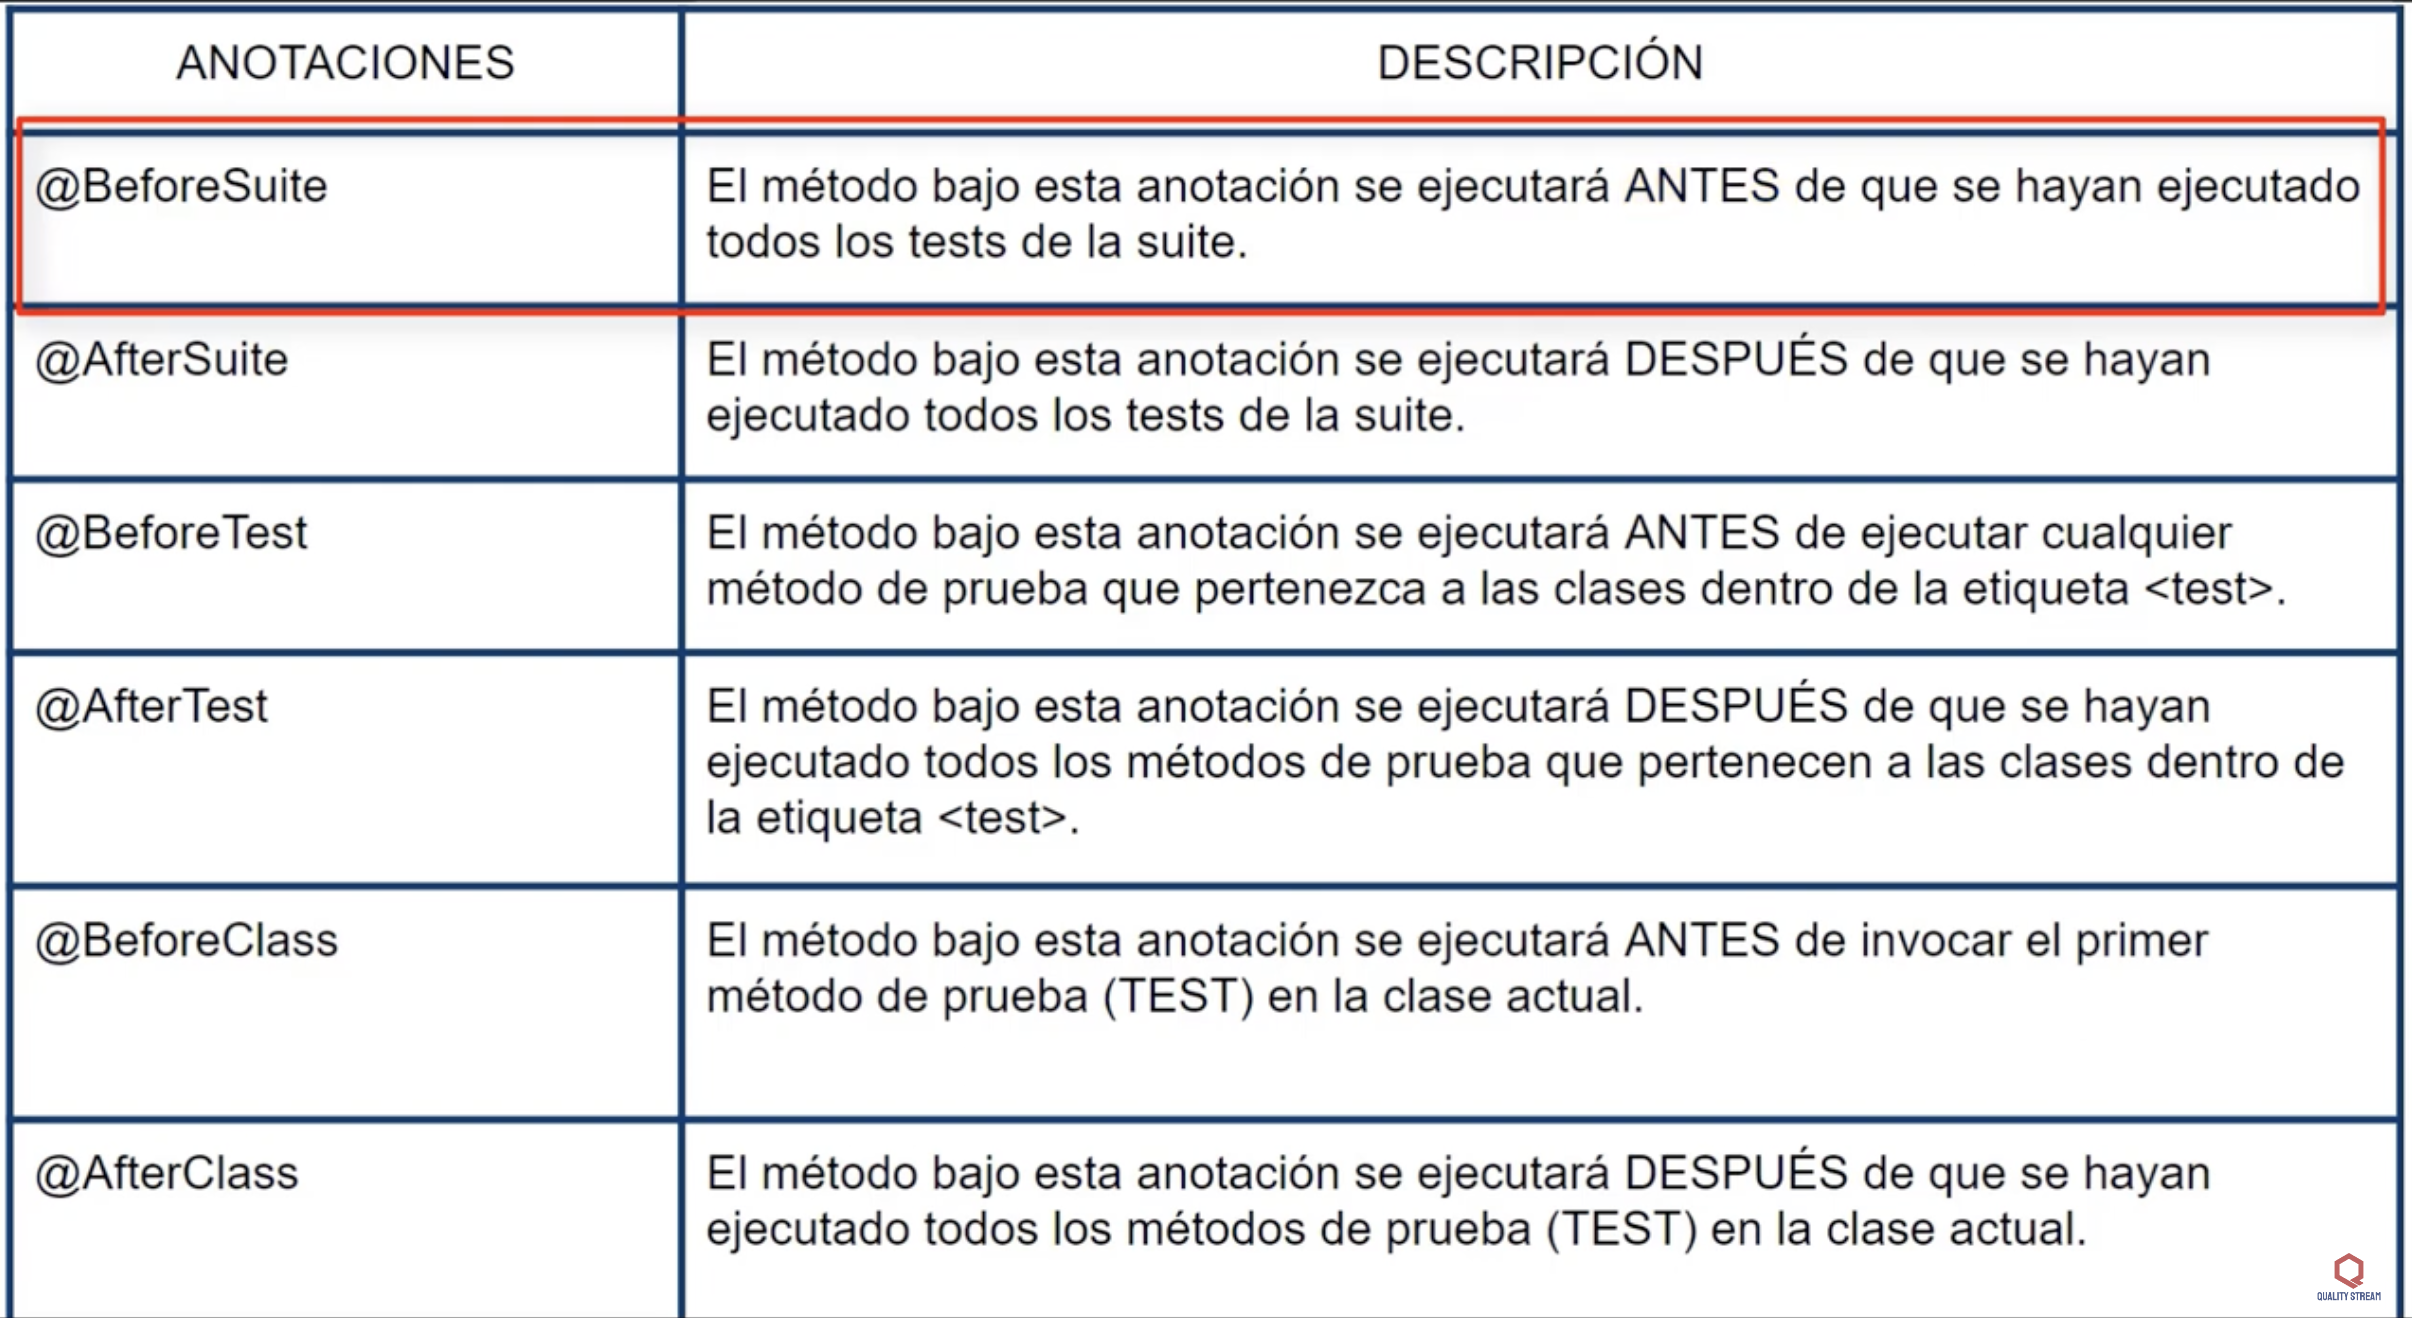 ANOTACIONES
DESCRIPCIÓN
@BeforeSuite
El método bajo esta anotación se ejecutará ANTES de que se hayan ejecutado
todos los tests de la suite.
@AfterSuite
El método bajo esta anotación se ejecutará DESPUÉS de que se hayan
ejecutado todos los tests de la suite.
@BeforeTest
El método bajo esta anotación se ejecutará ANTES de ejecutar cualquier
método de prueba que pertenezca a las clases dentro de la etiqueta <test>.
@AfterTest
El método bajo esta anotación se ejecutará DESPUÉS de que se hayan
ejecutado todos los métodos de prueba que pertenecen a las clases dentro de
la etiqueta <test>.
@BeforeClass
El método bajo esta anotación se ejecutará ANTES de invocar el primer
método de prueba (TEST) en la clase actual.
@AfterClass
El método bajo esta anotación se ejecutará DESPUÉS de que se hayan
ejecutado todos los métodos de prueba (TEST) en la clase actual.
QUALITY STREAM